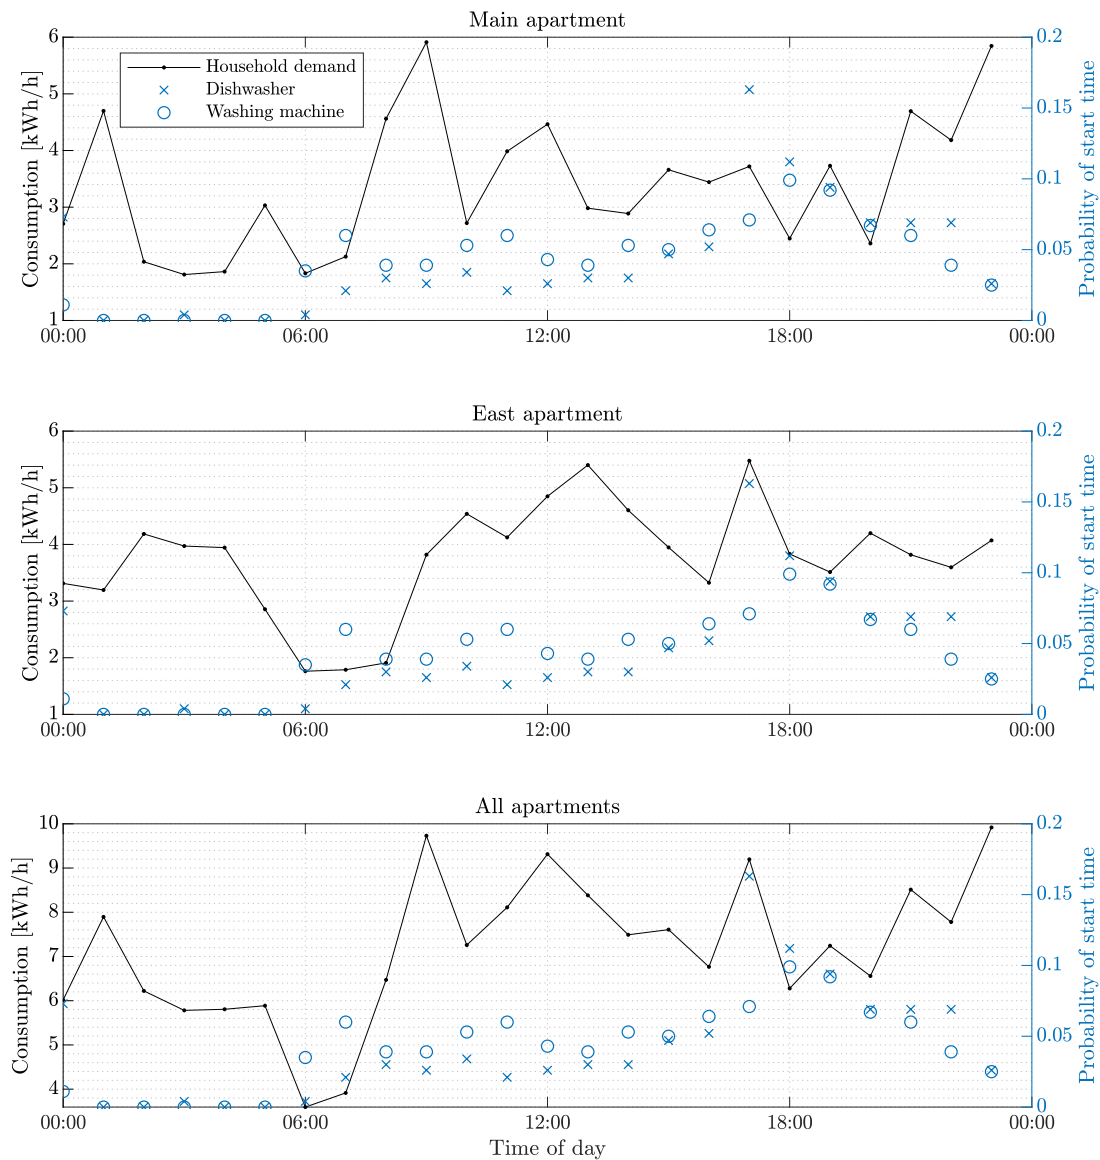 Main apartment
Consumption [kWh/h]
6
5
4
3
2
1
Household demand
Dishwasher
Washing machine
0.2
0.15
0.1
0.05
0
Probability of start time
00:00 06:00 12:00 18:00 00:00
East apartment
Consumption [kWh/h]
6
5
4
3
2
1
0.2
0.15
0.1
0.05
0
Probability of start time
00:00 06:00 12:00 18:00 00:00
All apartments
Consumption [kWh/h]
10
9
8
7
6
5
4
0.2
0.15
0.1
0.05
0
Probability of start time
00:00 06:00 12:00 18:00 00:00
Time of day